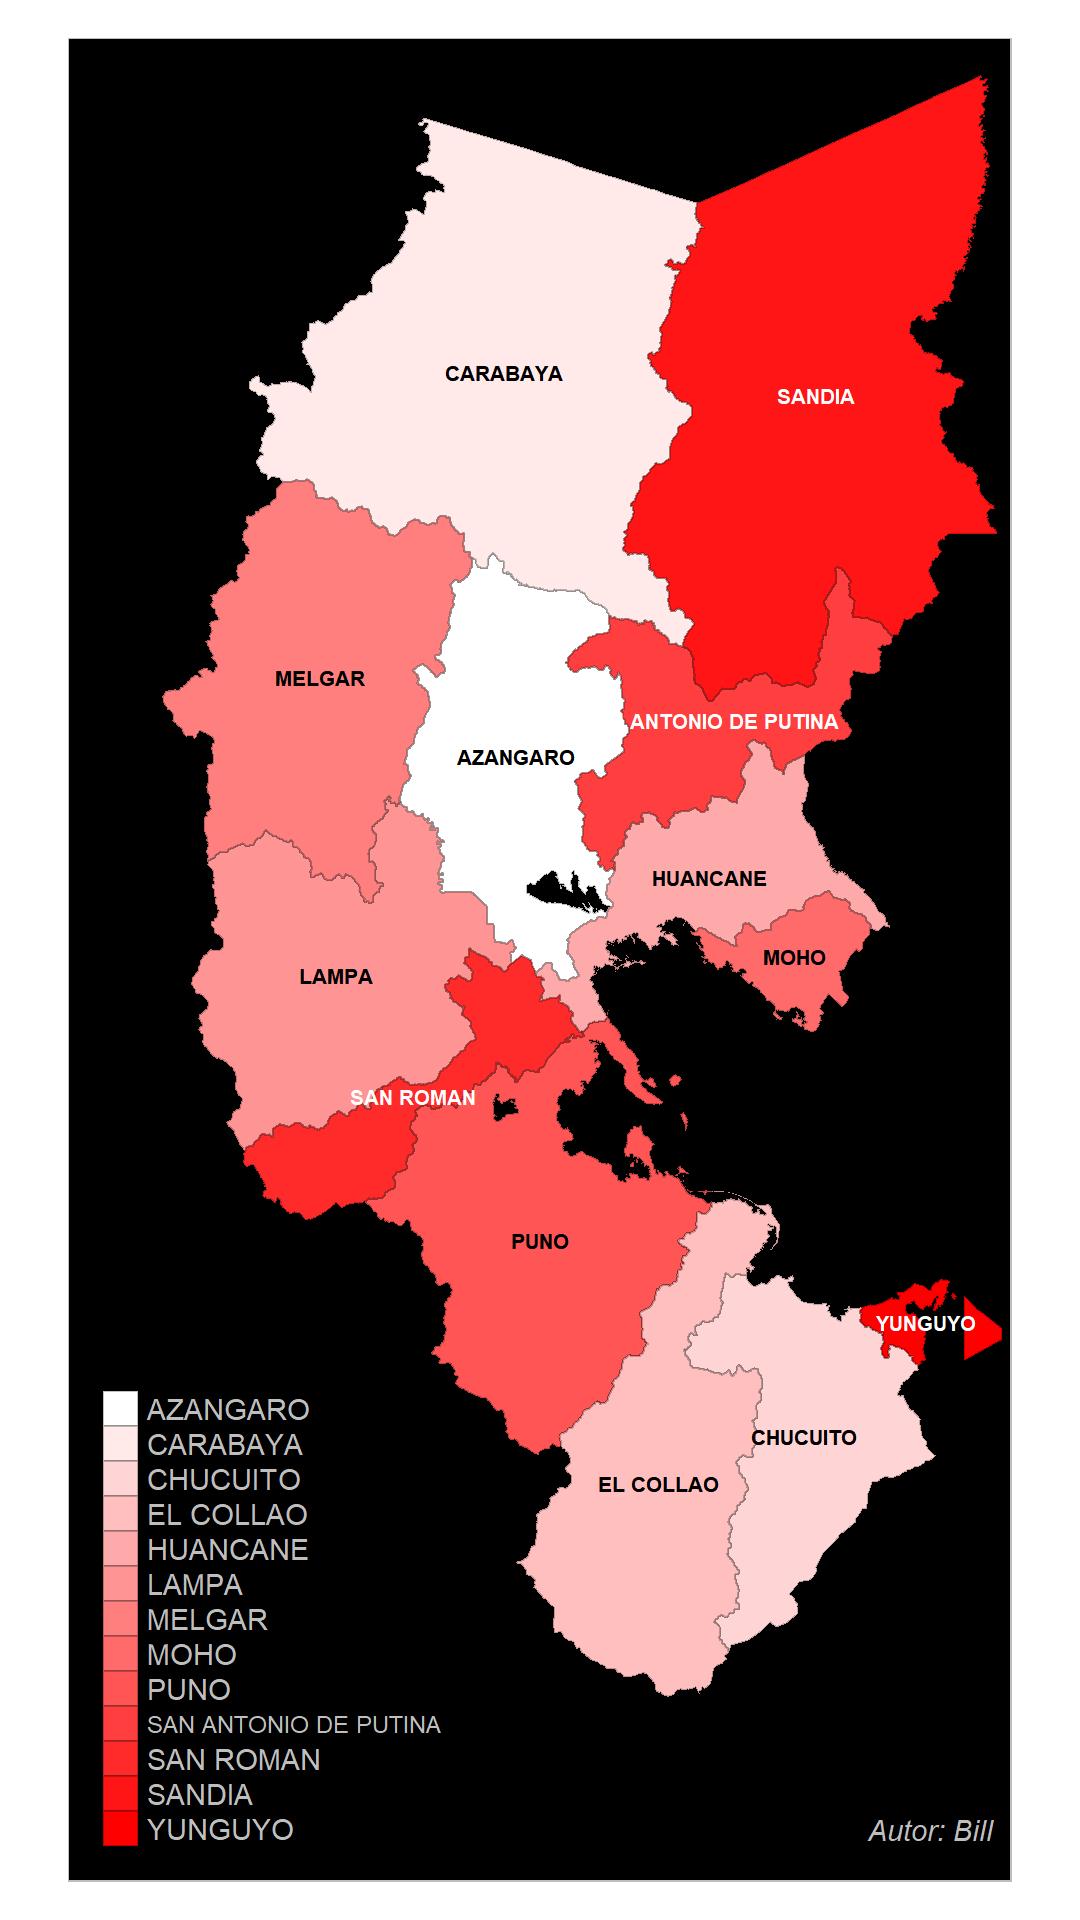 CARABAYA
SANDIA
MELGAR
ANTONIO DE PUTINA
AZANGARO
HUANCANE
MOHO
LAMPA
SAN ROMAN
PUNO
YUNGUYO
CHUCUITO
EL COLLAO
AZANGARO
CARABAYA
CHUCUITO
EL COLLAO
HUANCANE
LAMPA
MELGAR
MOHO
PUNO
SAN ANTONIO DE PUTINA
SAN ROMAN
SANDIA
YUNGUYO
Autor: Bill